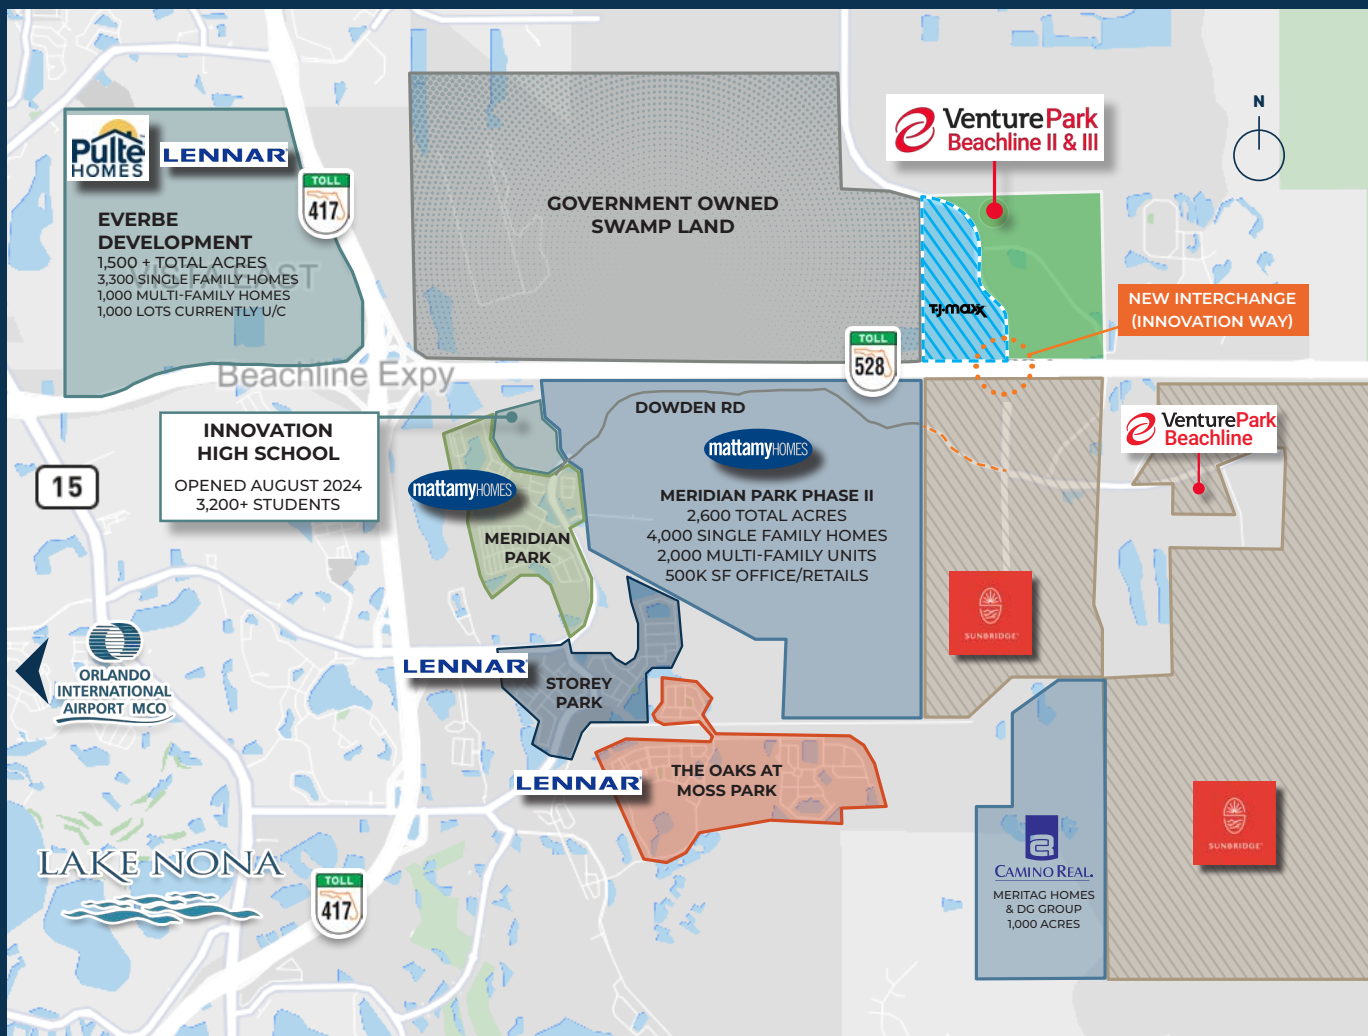 VenturePark
Beachline II & III
N
Pulte
HOMES
LENNAR
TOLL
417
EVERBE
DEVELOPMENT
1,500 + TOTAL ACRES
VISTA EAST
3,300 SINGLE FAMILY HOMES
1,000 MULTI-FAMILY HOMES
1,000 LOTS CURRENTLY U/C
GOVERNMENT OWNED
SWAMP LAND
T·J·maxx
NEW INTERCHANGE
(INNOVATION WAY)
TOLL
528
Beachline Expy
INNOVATION
HIGH SCHOOL
OPENED AUGUST 2024
3,200+ STUDENTS
DOWDEN RD
mattamyHOMES
MERIDIAN PARK PHASE II
2,600 TOTAL ACRES
4,000 SINGLE FAMILY HOMES
2,000 MULTI-FAMILY UNITS
500K SF OFFICE/RETAILS
VenturePark
Beachline
15
mattamyHOMES
MERIDIAN
PARK
SUNBRIDGE
ORLANDO
INTERNATIONAL
AIRPORT MCO
LENNAR
STOREY
PARK
LENNAR
THE OAKS AT
MOSS PARK
SUNBRIDGE
CAMINO REAL.
MERITAG HOMES
& DG GROUP
1,000 ACRES
LAKE NONA
TOLL
417